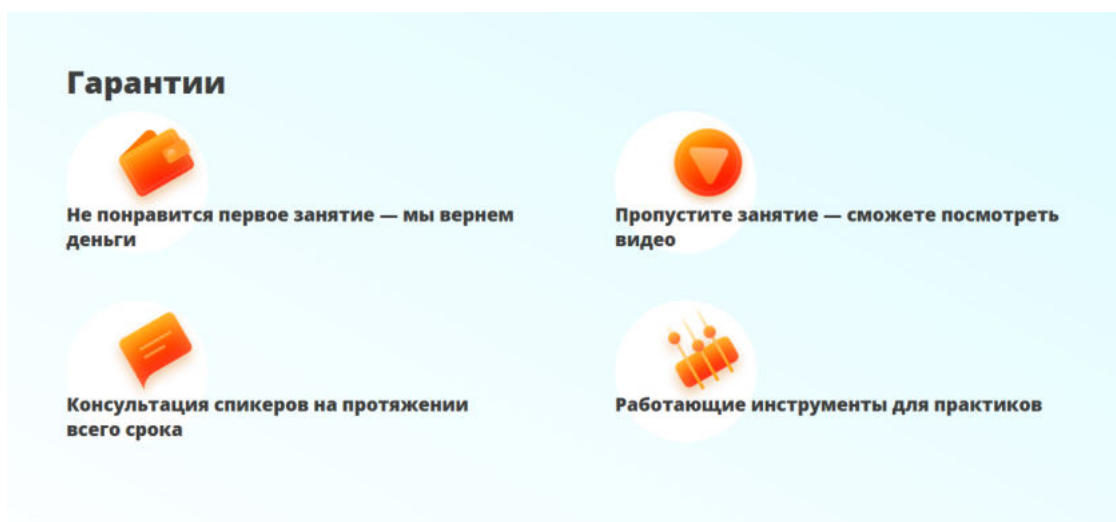 Гарантии
Не понравится первое занятие — мы вернем
деньги
Пропустите занятие — сможете посмотреть
видео
Консультация спикеров на протяжении
всего срока
Работающие инструменты для практиков